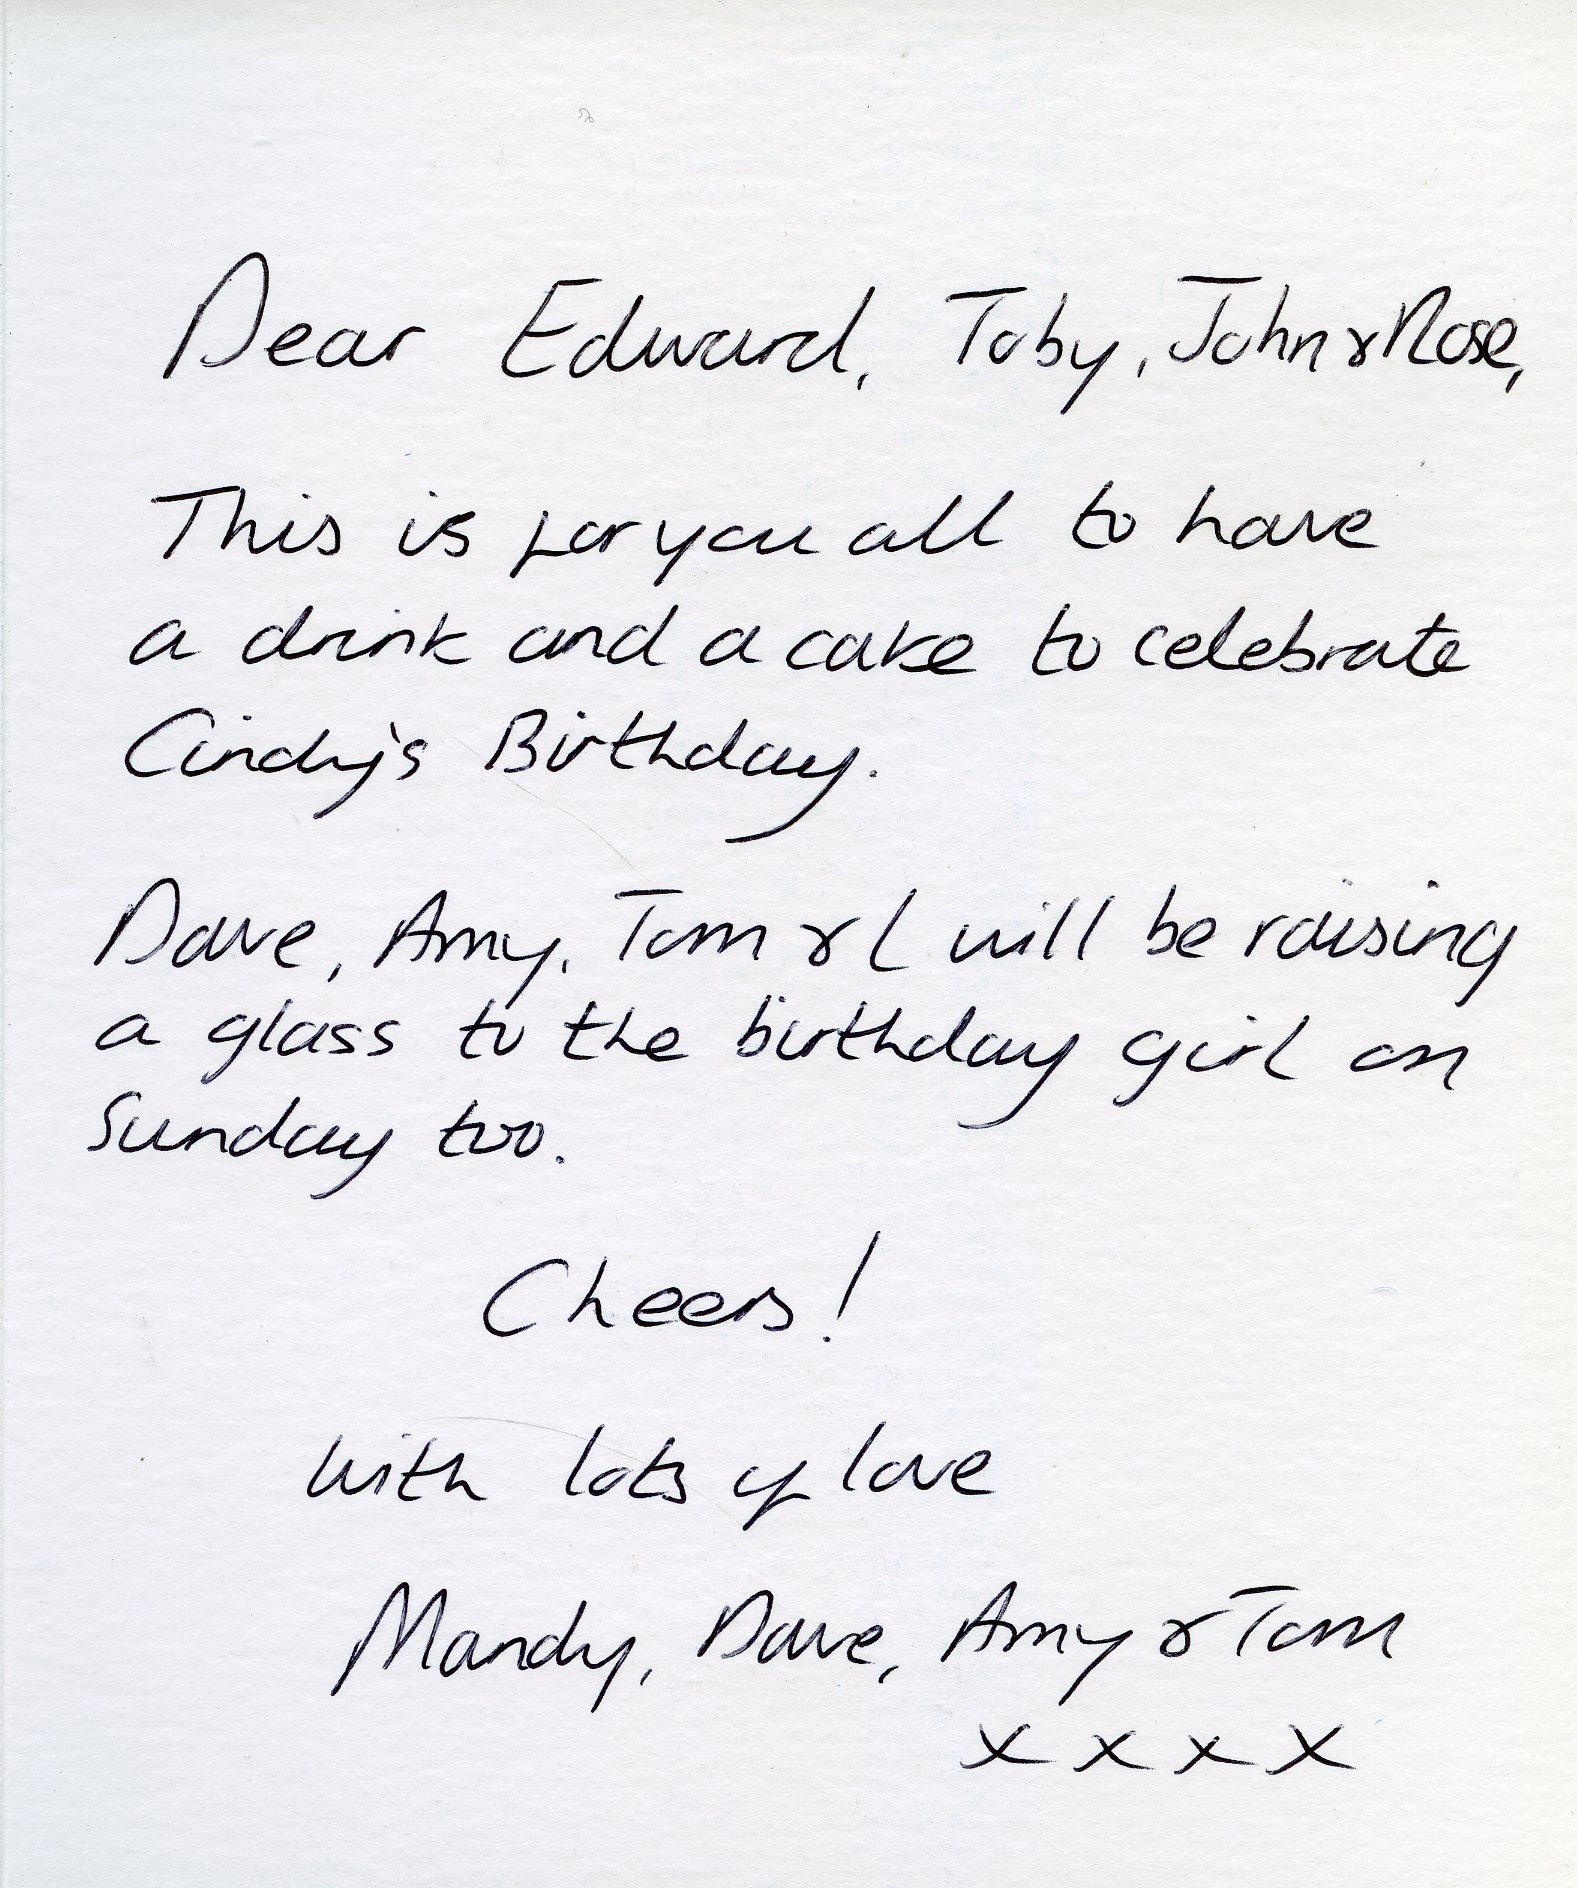 Dear Edward, Toby, John & Rose,
This is for you all to have
a drink and a cake to celebrate
Cindy's Birthday.
Dave, Amy, Tom & I will be raising
a glass to the birthday girl on
Sunday too.
Cheers!
with lots of love
Mandy, Dave, Amy & Tom
x x x x